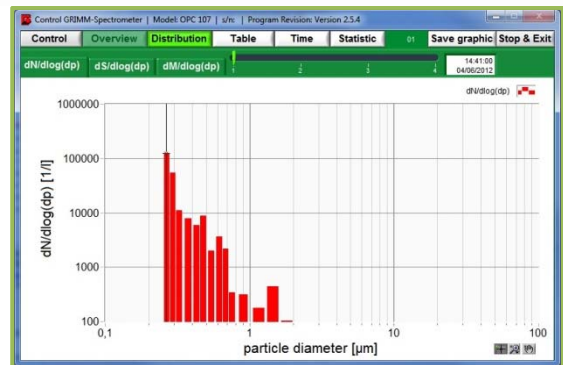 Control GRIMM-Spectrometer | Model: OPC 107 | s/n: | Program Revision: Version 2.5.4
Control Overview Distribution Table Time Statistic 01 Save graphic Stop & Exit
dN/dlog(dp) dS/dlog(dp) dM/dlog(dp) 1 2 3 4 14:41:00
04/06/2012
dN/dlog(dp)
1000000
100000
10000
1000
100
dN/dlog(dp) [1/l]
0,1 1 10 100
particle diameter [µm]